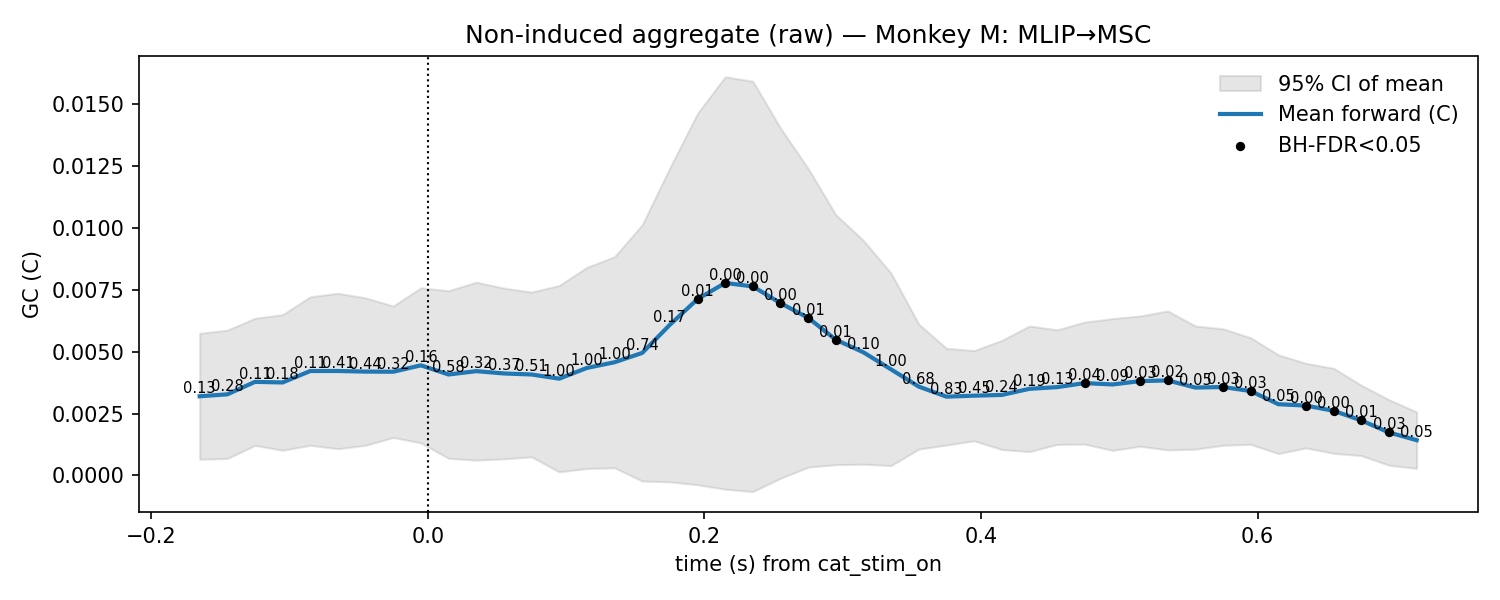 Non-induced aggregate (raw) — Monkey M: MLIP→MSC
95% CI of mean
Mean forward (C)
BH-FDR<0.05
GC (C)
0.0150
0.0125
0.0100
0.0075
0.0050
0.0025
0.0000
0.13 0.28 0.11 0.18 0.11 0.41 0.44 0.32 0.16 0.58 0.32 0.37 0.51 1.00 1.00 1.00 0.74 0.17 0.01 0.00 0.00 0.00 0.01 0.01 0.10 1.00 0.68 0.83 0.45 0.24 0.19 0.13 0.04 0.09 0.03 0.02 0.05 0.03 0.03 0.05 0.00 0.00 0.01 0.03 0.05
−0.2 0.0 0.2 0.4 0.6
time (s) from cat_stim_on